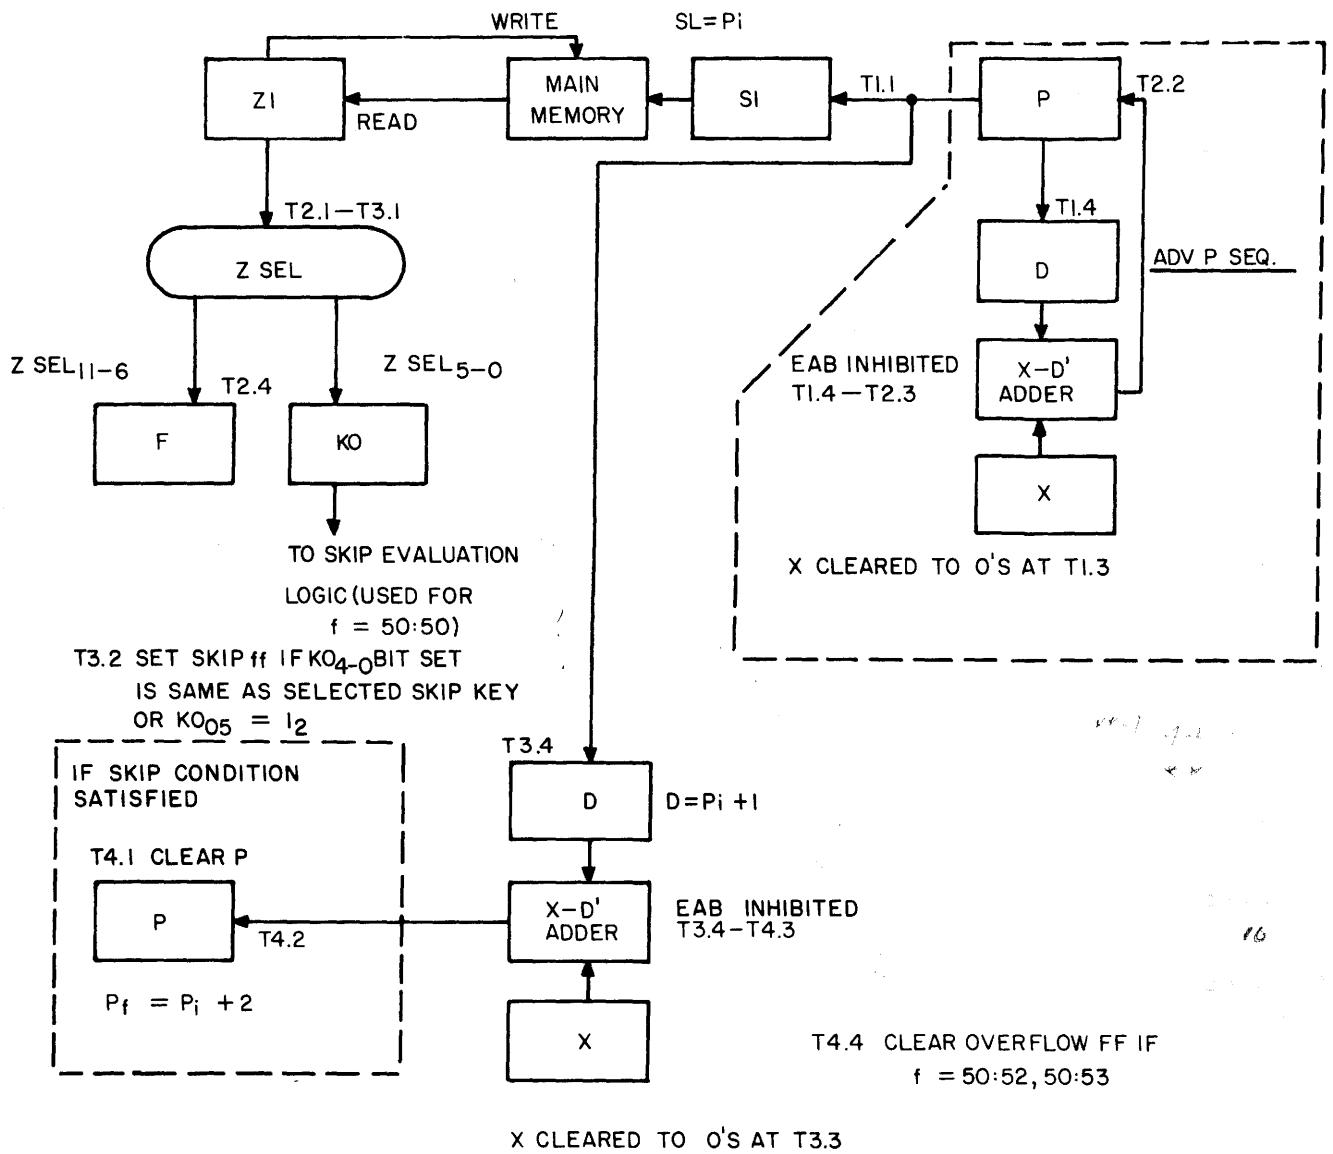 WRITE
SL=Pi
Z1
MAIN
MEMORY
S1
T1.1
P
T2.2
READ
T2.1–T3.1
T1.4
Z SEL
D
ADV P SEQ.
Z SEL11-6
Z SEL5-0
T2.4
EAB INHIBITED
T1.4–T2.3
X-D'
ADDER
F
KO
X
TO SKIP EVALUATION
LOGIC (USED FOR
f = 50:50)
X CLEARED TO O'S AT T1.3
T3.2 SET SKIP ff IF KO4-0 BIT SET
IS SAME AS SELECTED SKIP KEY
OR KO05 = 12
T3.4
IF SKIP CONDITION
SATISFIED
D
D=Pi +1
T4.1 CLEAR P
P
T4.2
X-D'
ADDER
EAB INHIBITED
T3.4-T4.3
Pf = Pi +2
X
T4.4 CLEAR OVERFLOW FF IF
f = 50:52, 50:53
X CLEARED TO O'S AT T3.3